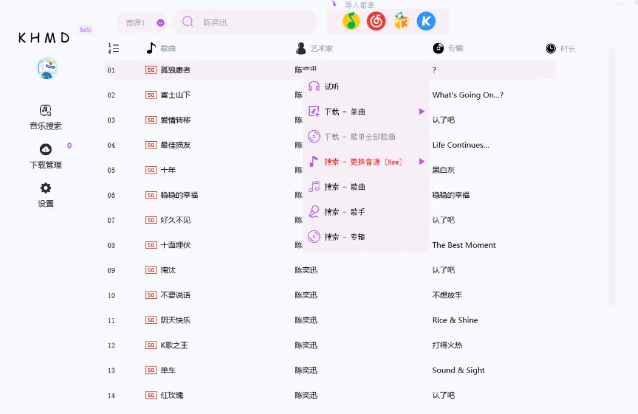 导入歌单
KHMD Beta
音源1
陈奕迅
歌曲 艺术家 专辑 时长
01 SQ 孤独患者 陈奕迅 ?
02 SQ 富士山下 What's Going On...?
03 SQ 爱情转移 认了吧
04 SQ 最佳损友 Life Continues...
05 SQ 十年 黑白灰
06 SQ 稳稳的幸福 稳稳的幸福
07 SQ 好久不见 认了吧
08 SQ 十面埋伏 The Best Moment
09 SQ 淘汰 陈奕迅 认了吧
10 SQ 不要说话 陈奕迅 不想放手
11 SQ 阴天快乐 陈奕迅 Rice & Shine
12 SQ K歌之王 陈奕迅 打得火热
13 SQ 单车 陈奕迅 Sound & Sight
14 SQ 红玫瑰 陈奕迅 认了吧
音乐搜索
下载管理 0
设置
试听
下载 - 单曲
下载 - 歌单全部歌曲
搜索 - 更换音源 [New]
搜索 - 歌曲
搜索 - 歌手
搜索 - 专辑